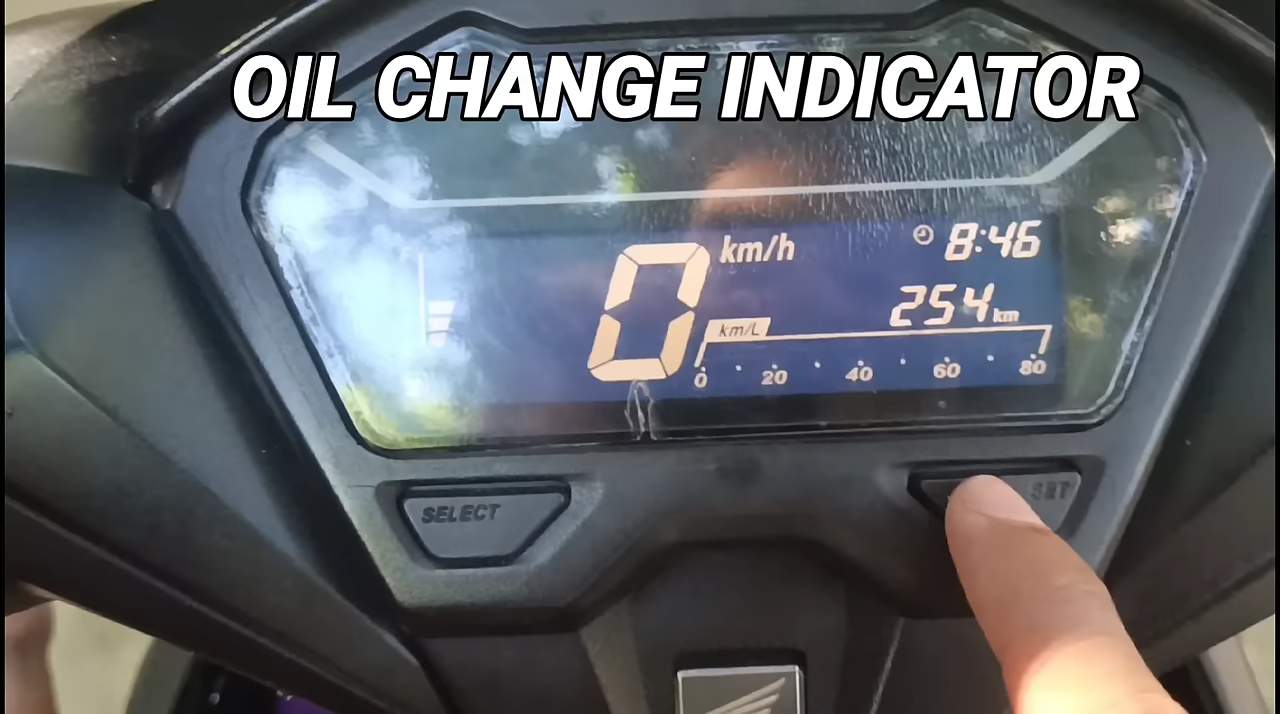 OIL CHANGE INDICATOR
0 km/h
8:46
254 km
km/L
0 20 40 60 80
SELECT
SET